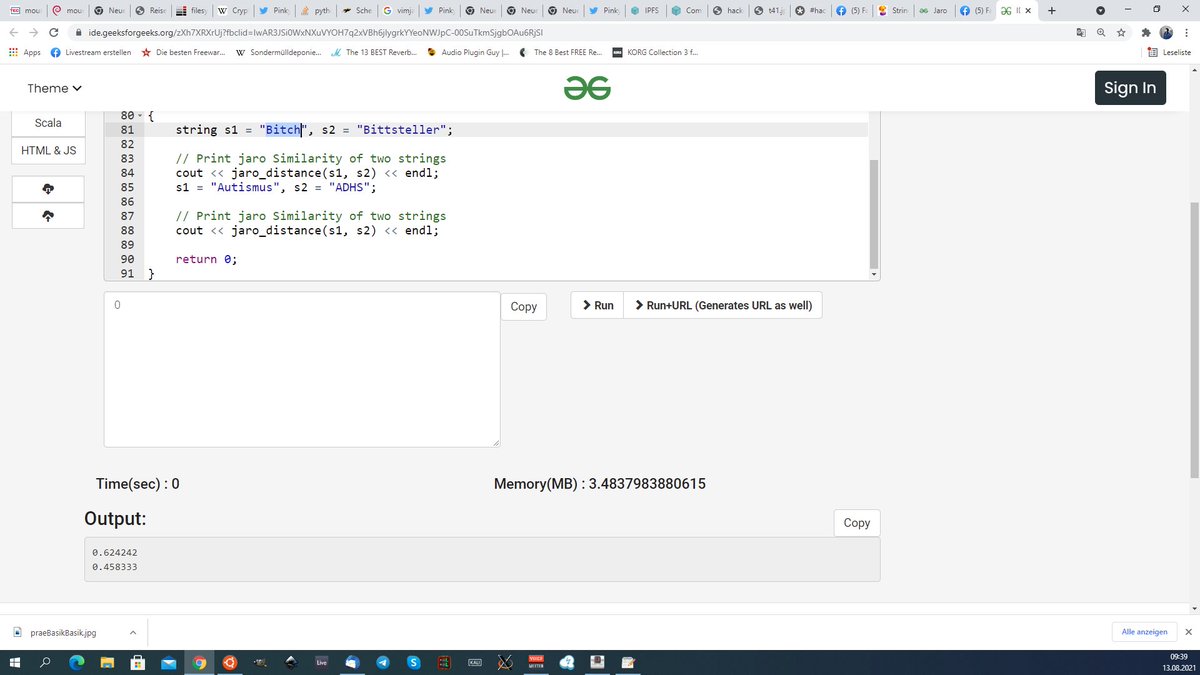 mou
mou
Neu
Reise
filesy
Cryp
Pink
pyth
Sche
vimj
Pink
Neu
Neu
Neu
Pink
IPFS
Com
hack
t41.j
#hac
(5) Fa
Strin
Jaro
(5) Fa
ide.geeksforgeeks.org/zXh7XRXrUj?fbclid=IwAR3JSi0WxNXuVYOH7q2xVBh6jIygrkYYeoNWJpC-00SuTkmSjgbOAu6RjSI
Apps Livestream erstellen Die besten Freewar... Sondermülldeponie... The 13 BEST Reverb... Audio Plugin Guy |... The 8 Best FREE Re... KORG Collection 3 f... Leseliste
Theme
Sign In
Scala
HTML & JS
80 {
81 string s1 = "Bitch", s2 = "Bittsteller";
82
83 // Print jaro Similarity of two strings
84 cout << jaro_distance(s1, s2) << endl;
85 s1 = "Autismus", s2 = "ADHS";
86
87 // Print jaro Similarity of two strings
88 cout << jaro_distance(s1, s2) << endl;
89
90 return 0;
91 }
0
Copy
Run
Run+URL (Generates URL as well)
Time(sec) : 0
Memory(MB) : 3.4837983880615
Output:
Copy
0.624242
0.458333
praeBasikBasik.jpg
Alle anzeigen
Live
KALI
09:39
13.08.2021